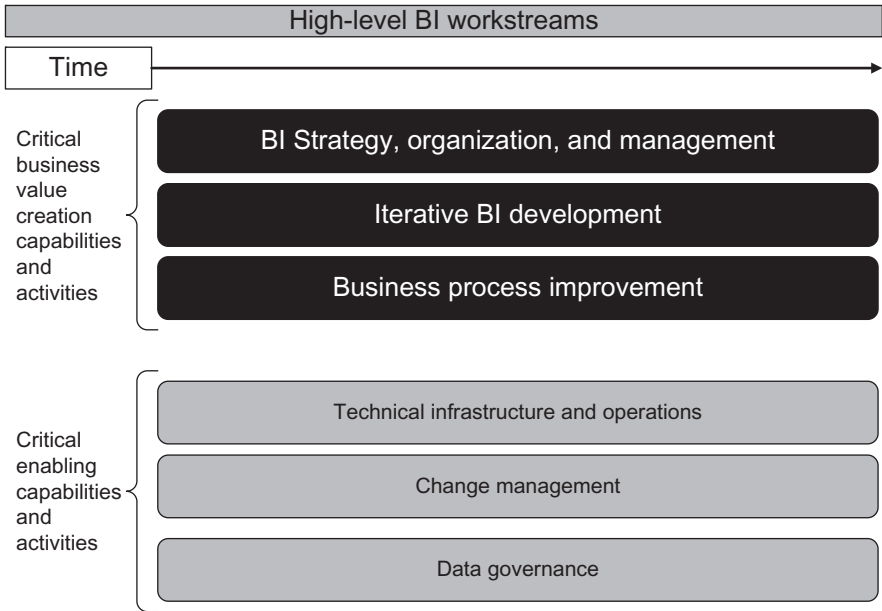 High-level BI workstreams
Time
Critical
business
value
creation
capabilities
and
activities
BI Strategy, organization, and management
Iterative BI development
Business process improvement
Critical
enabling
capabilities
and
activities
Technical infrastructure and operations
Change management
Data governance